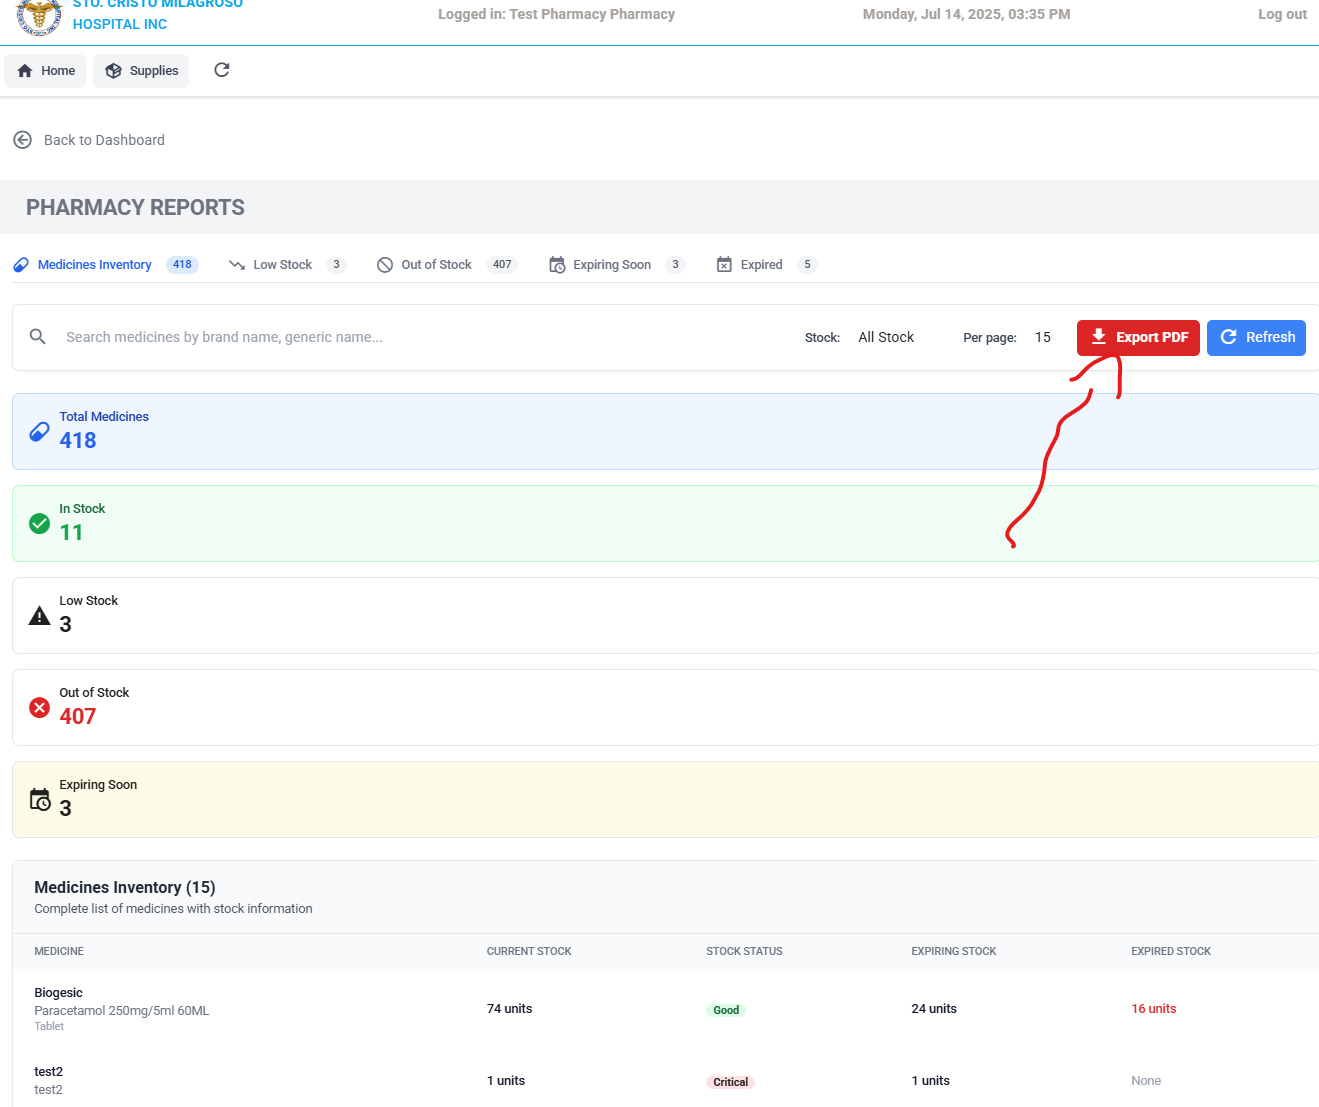 STO. CRISTO MILAGROSO
HOSPITAL INC
Logged in: Test Pharmacy Pharmacy
Monday, Jul 14, 2025, 03:35 PM
Log out
Home
Supplies
Back to Dashboard
PHARMACY REPORTS
Medicines Inventory 418
Low Stock 3
Out of Stock 407
Expiring Soon 3
Expired 5
Search medicines by brand name, generic name...
Stock: All Stock
Per page: 15
Export PDF
Refresh
Total Medicines
418
In Stock
11
Low Stock
3
Out of Stock
407
Expiring Soon
3
Medicines Inventory (15)
Complete list of medicines with stock information
MEDICINE CURRENT STOCK STOCK STATUS EXPIRING STOCK EXPIRED STOCK
Biogesic
Paracetamol 250mg/5ml 60ML
Tablet
74 units Good 24 units 16 units
test2
test2
1 units Critical 1 units None